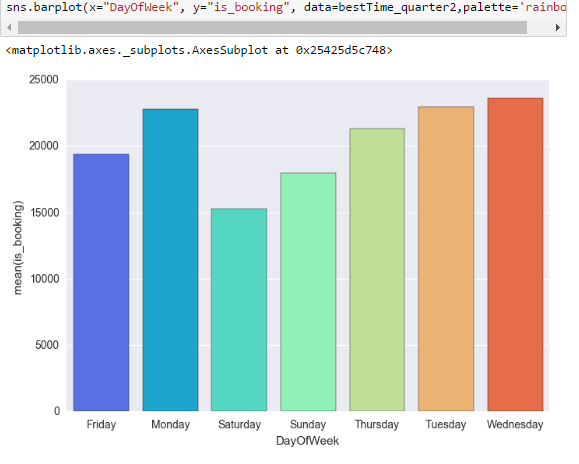 sns.barplot(x="DayOfWeek", y="is_booking", data=bestTime_quarter2,palette='rainbo
<matplotlib.axes._subplots.AxesSubplot at 0x25425d5c748>
25000
20000
15000
10000
5000
0
mean(is_booking)
Friday Monday Saturday Sunday Thursday Tuesday Wednesday
DayOfWeek